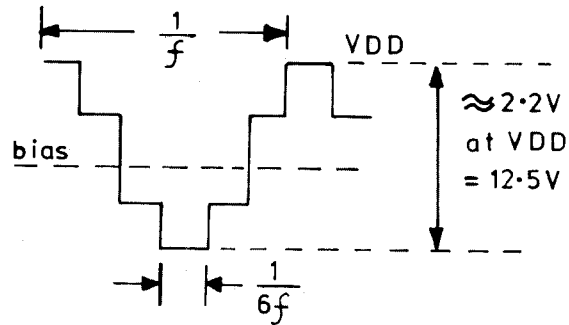 1/f
VDD
≈2·2V
at VDD
= 12·5V
bias
1/6f